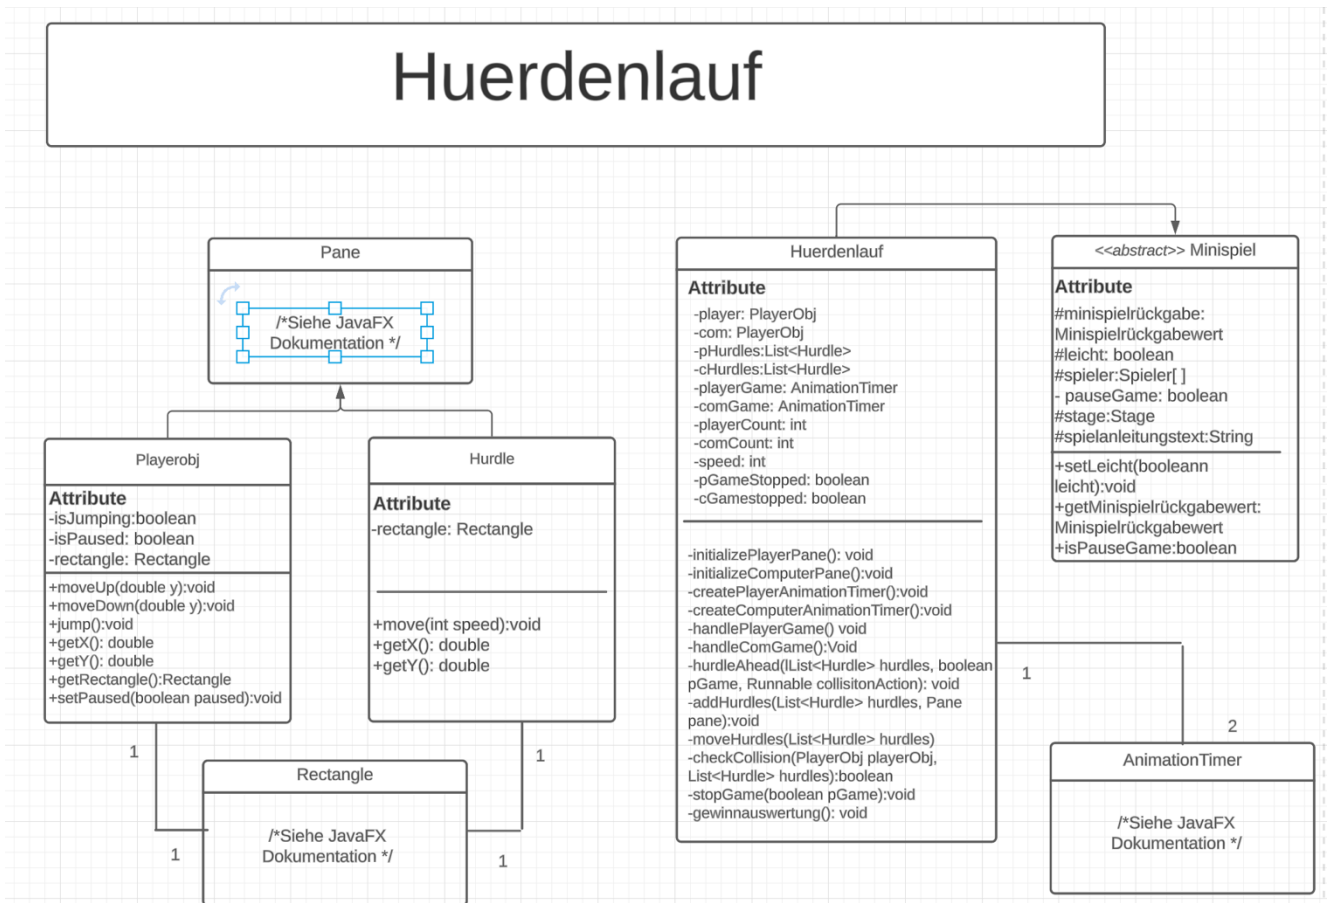 Huerdenlauf
Pane
/*Siehe JavaFX
Dokumentation */
Playerobj
Attribute
-isJumping:boolean
-isPaused: boolean
-rectangle: Rectangle
+moveUp(double y):void
+moveDown(double y):void
+jump():void
+getX(): double
+getY(): double
+getRectangle():Rectangle
+setPaused(boolean paused):void
Hurdle
Attribute
-rectangle: Rectangle
+move(int speed):void
+getX(): double
+getY(): double
1
1
Rectangle
/*Siehe JavaFX
Dokumentation */
1
1
Huerdenlauf
Attribute
-player: PlayerObj
-com: PlayerObj
-pHurdles:List<Hurdle>
-cHurdles:List<Hurdle>
-playerGame: AnimationTimer
-comGame: AnimationTimer
-playerCount: int
-comCount: int
-speed: int
-pGameStopped: boolean
-cGamestopped: boolean
-initializePlayerPane(): void
-initializeComputerPane():void
-createPlayerAnimationTimer():void
-createComputerAnimationTimer():void
-handlePlayerGame() void
-handleComGame():Void
-hurdleAhead(lList<Hurdle> hurdles, boolean
pGame, Runnable collisitonAction): void
-addHurdles(List<Hurdle> hurdles, Pane
pane):void
-moveHurdles(List<Hurdle> hurdles)
-checkCollision(PlayerObj playerObj,
List<Hurdle> hurdles):boolean
-stopGame(boolean pGame):void
-gewinnauswertung(): void
<<abstract>> Minispiel
Attribute
#minispielrückgabe:
Minispielrückgabewert
#leicht: boolean
#spieler:Spieler[ ]
- pauseGame: boolean
#stage:Stage
#spielanleitungstext:String
+setLeicht(booleann
leicht):void
+getMinispielrückgabewert:
Minispielrückgabewert
+isPauseGame:boolean
1
2
AnimationTimer
/*Siehe JavaFX
Dokumentation */